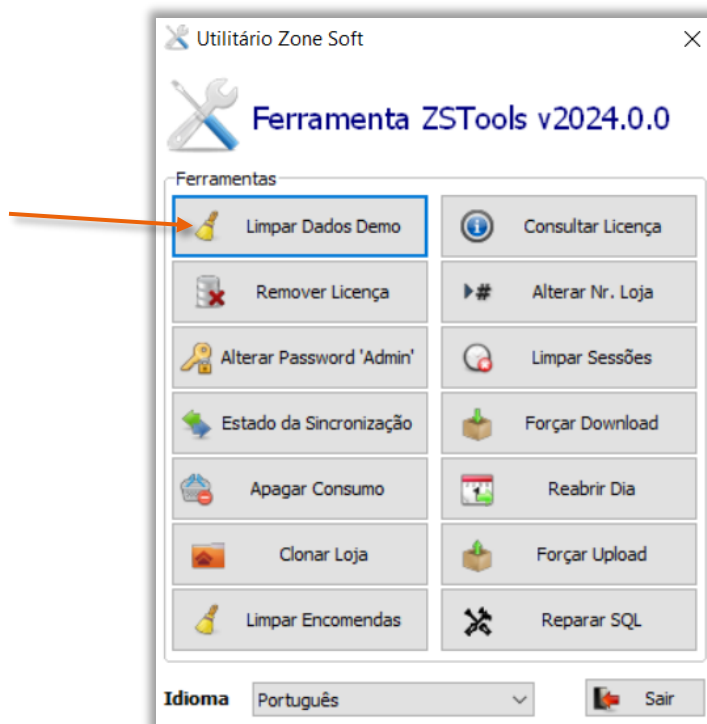 Utilitário Zone Soft
Ferramenta ZSTools v2024.0.0
Ferramentas
Limpar Dados Demo
Consultar Licença
Remover Licença
Alterar Nr. Loja
Alterar Password 'Admin'
Limpar Sessões
Estado da Sincronização
Forçar Download
Apagar Consumo
Reabrir Dia
Clonar Loja
Forçar Upload
Limpar Encomendas
Reparar SQL
Idioma
Português
Sair